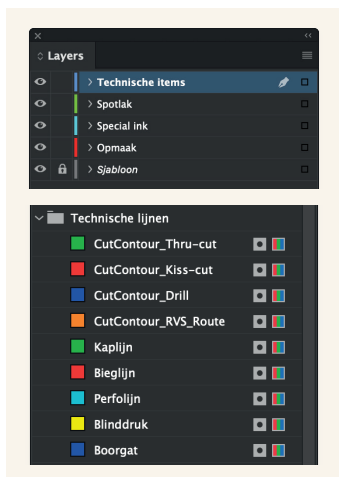 Layers
Technische items
Spotlak
Special ink
Opmaak
Sjabloon
Technische lijnen
CutContour_Thru-cut
CutContour_Kiss-cut
CutContour_Drill
CutContour_RVS_Route
Kaplijn
Bieglijn
Perfolijn
Blinddruk
Boorgat